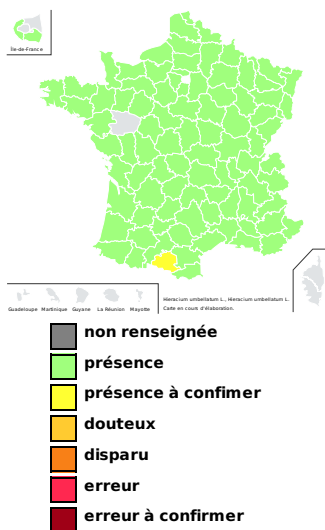 Île-de-France
Guadeloupe Martinique Guyane La Réunion Mayotte
Hieracium umbellatum L., Hieracium umbellatum L.
Carte en cours d'élaboration.
non renseignée
présence
présence à confimer
douteux
disparu
erreur
erreur à confirmer